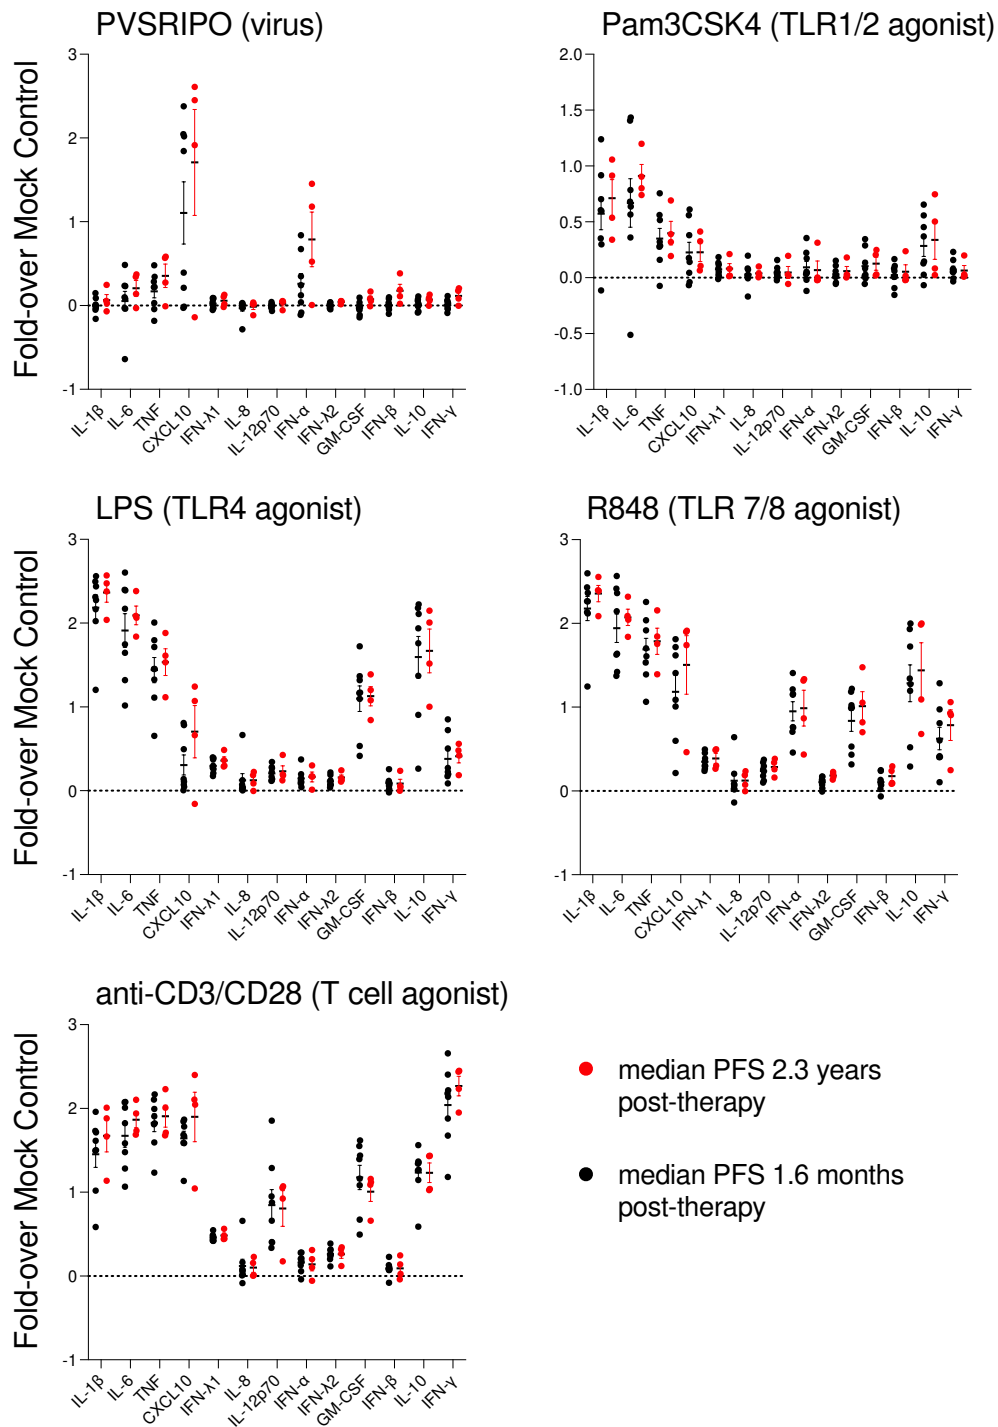 PVSRIPO (virus)
Fold-over Mock Control
3
2
1
0
-1
IL-1β
IL-6
TNF
CXCL10
IFN-λ1
IL-8
IL-12p70
IFN-α
IFN-λ2
GM-CSF
IFN-β
IL-10
IFN-γ
Pam3CSK4 (TLR1/2 agonist)
2.0
1.5
1.0
0.5
0.0
-0.5
-1.0
IL-1β
IL-6
TNF
CXCL10
IFN-λ1
IL-8
IL-12p70
IFN-α
IFN-λ2
GM-CSF
IFN-β
IL-10
IFN-γ
LPS (TLR4 agonist)
Fold-over Mock Control
3
2
1
0
-1
IL-1β
IL-6
TNF
CXCL10
IFN-λ1
IL-8
IL-12p70
IFN-α
IFN-λ2
GM-CSF
IFN-β
IL-10
IFN-γ
R848 (TLR 7/8 agonist)
3
2
1
0
-1
IL-1β
IL-6
TNF
CXCL10
IFN-λ1
IL-8
IL-12p70
IFN-α
IFN-λ2
GM-CSF
IFN-β
IL-10
IFN-γ
anti-CD3/CD28 (T cell agonist)
Fold-over Mock Control
3
2
1
0
-1
IL-1β
IL-6
TNF
CXCL10
IFN-λ1
IL-8
IL-12p70
IFN-α
IFN-λ2
GM-CSF
IFN-β
IL-10
IFN-γ
median PFS 2.3 years
post-therapy
median PFS 1.6 months
post-therapy